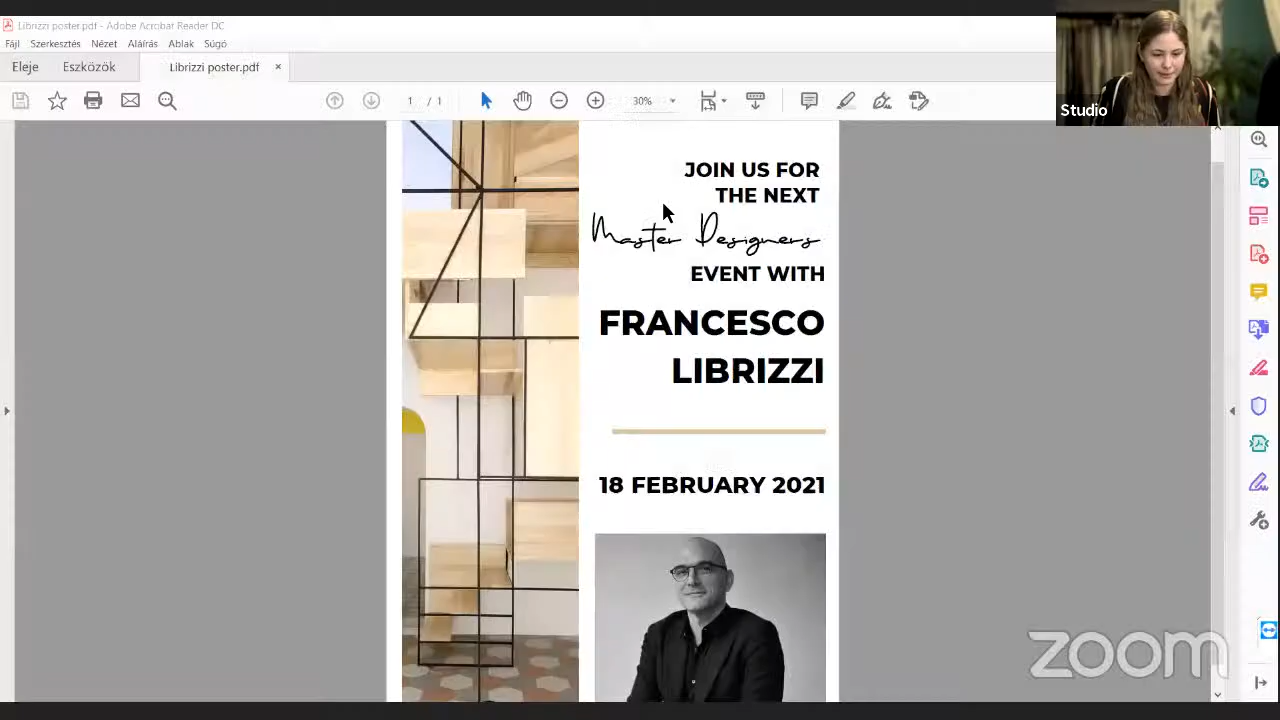 Librizzi poster.pdf - Adobe Acrobat Reader DC
Fájl Szerkesztés Nézet Aláírás Ablak Súgó
Eleje Eszközök Librizzi poster.pdf ×
1 / 1 30%
Studio
JOIN US FOR
THE NEXT
Master Designers
EVENT WITH
FRANCESCO
LIBRIZZI
18 FEBRUARY 2021
zoom